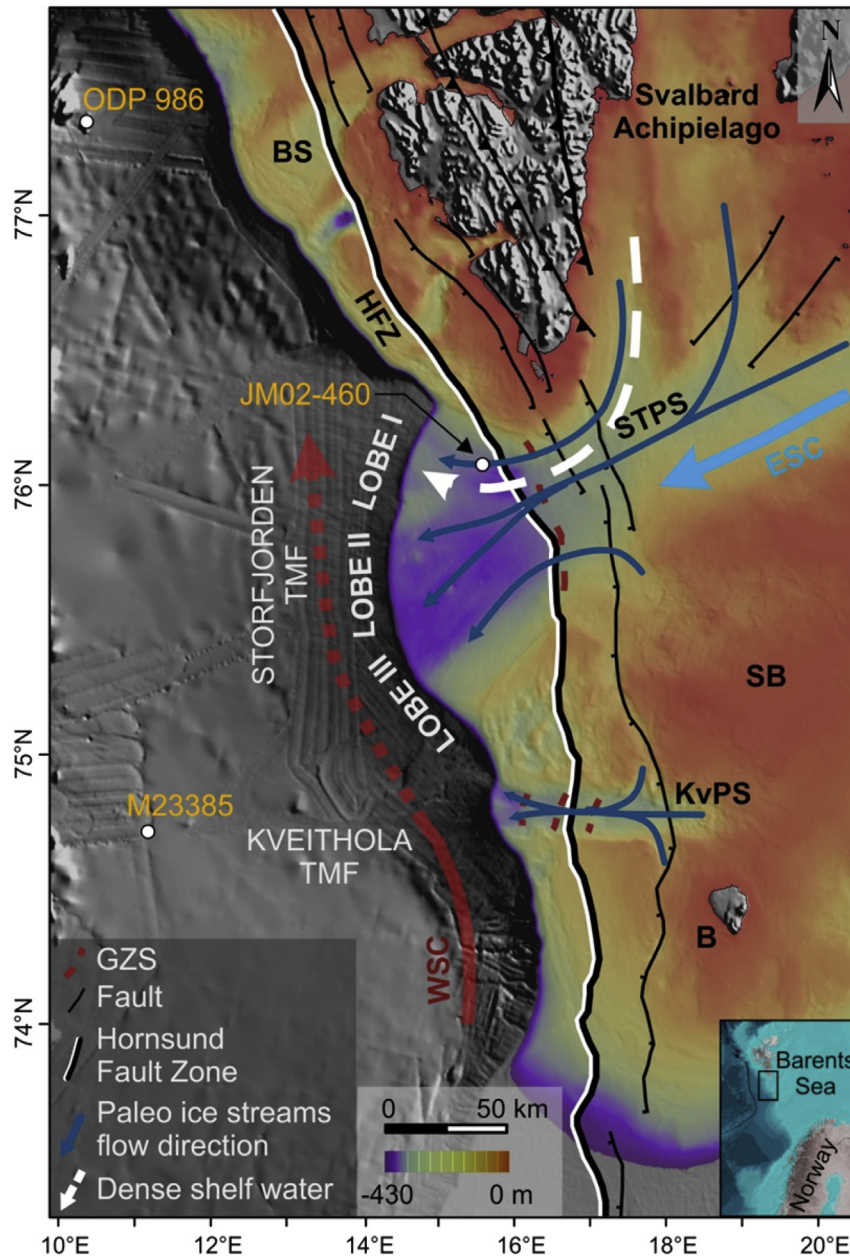 N
ODP 986
Svalbard
Achipielago
BS
77°N
HFZ
JM02-460
STPS
ESC
76°N
LOBE I
LOBE II
LOBE III
STORFJORDEN
TMF
SB
75°N
KvPS
M23385
KVEITHOLA
TMF
B
WSC
74°N
GZS
Fault
Hornsund
Fault Zone
Paleo ice streams
flow direction
Dense shelf water
0 50 km
-430 0 m
Barents
Sea
Norway
10°E 12°E 14°E 16°E 18°E 20°E